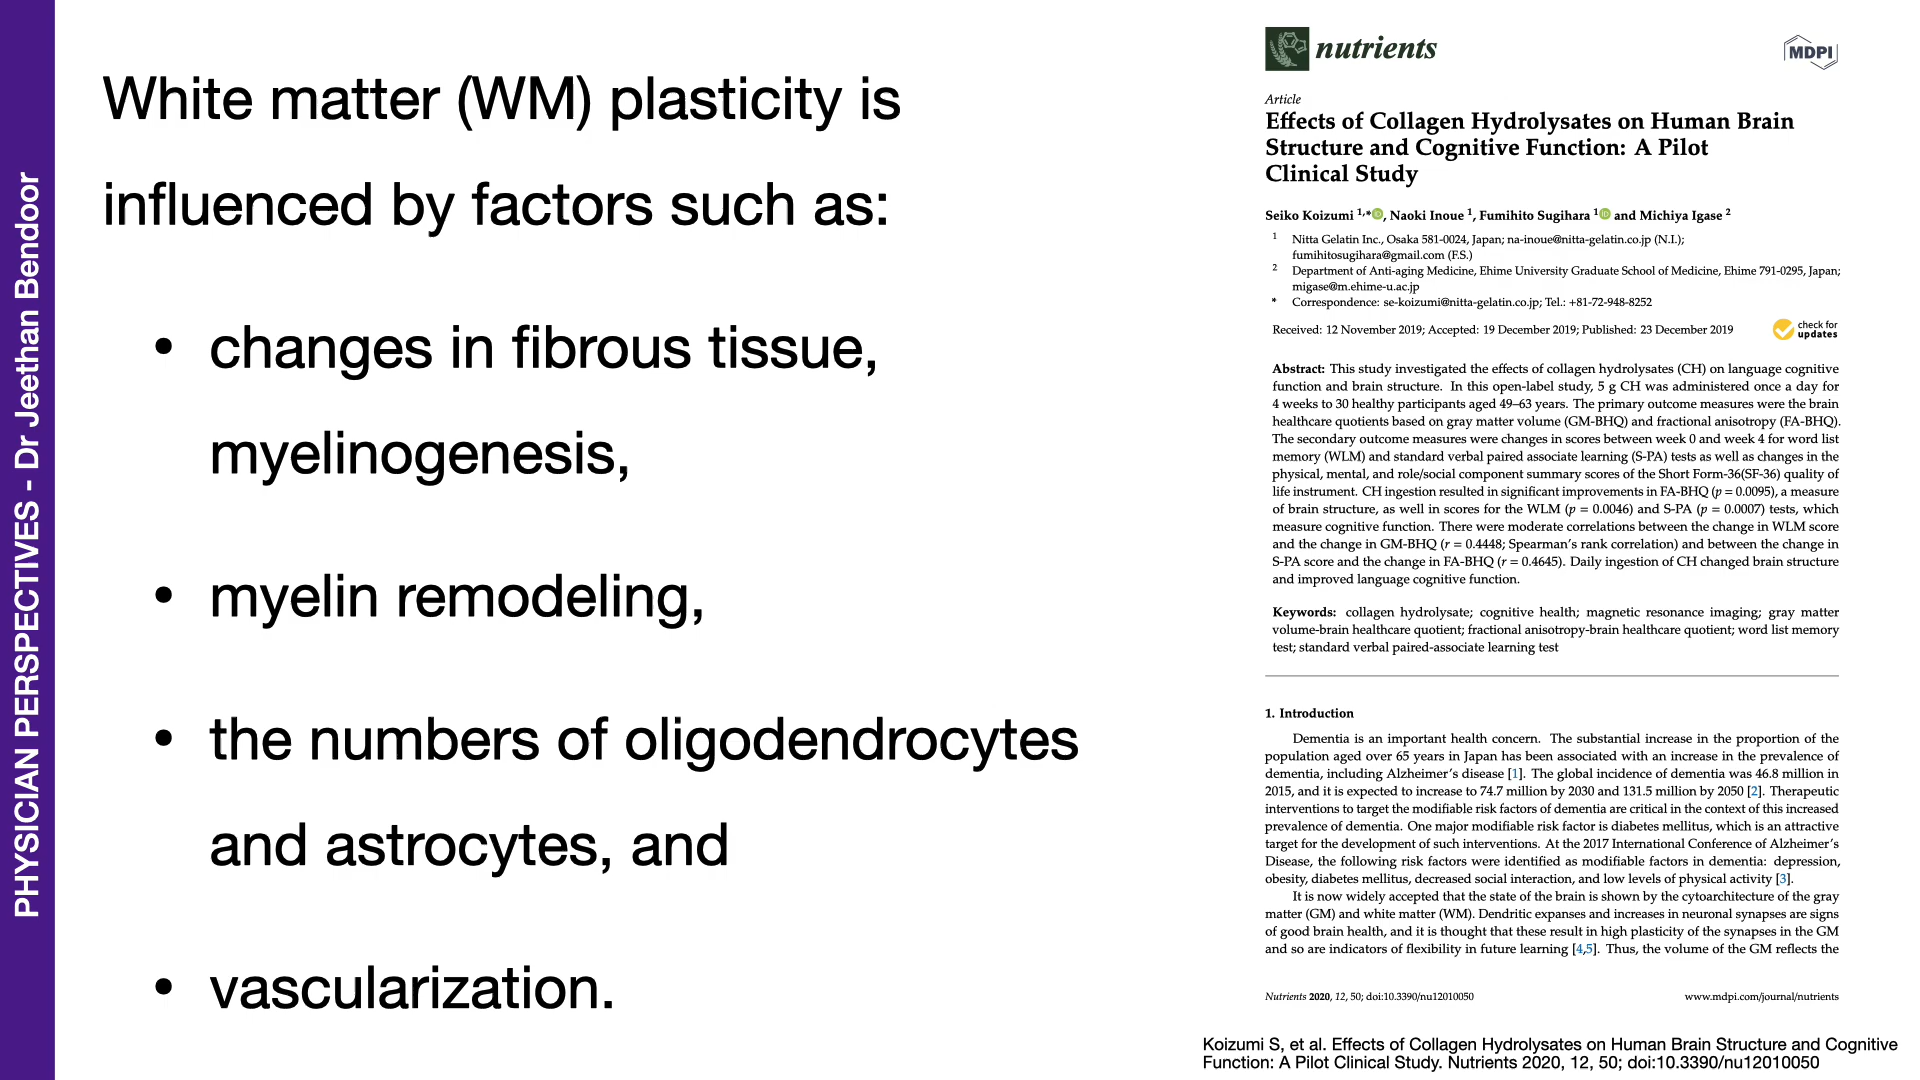 PHYSICIAN PERSPECTIVES - Dr Jeethan Bendoor
White matter (WM) plasticity is
influenced by factors such as:
• changes in fibrous tissue,
myelinogenesis,
• myelin remodeling,
• the numbers of oligodendrocytes
and astrocytes, and
• vascularization.
nutrients
MDPI
Article
Effects of Collagen Hydrolysates on Human Brain
Structure and Cognitive Function: A Pilot
Clinical Study
Seiko Koizumi 1,*, Naoki Inoue 1, Fumihito Sugihara 1 and Michiya Igase 2
1 Nitta Gelatin Inc., Osaka 581-0024, Japan; na-inoue@nitta-gelatin.co.jp (N.I.);
fumihitosugihara@gmail.com (F.S.)
2 Department of Anti-aging Medicine, Ehime University Graduate School of Medicine, Ehime 791-0295, Japan;
migase@m.ehime-u.ac.jp
* Correspondence: se-koizumi@nitta-gelatin.co.jp; Tel.: +81-72-948-8252
Received: 12 November 2019; Accepted: 19 December 2019; Published: 23 December 2019
check for
updates
Abstract: This study investigated the effects of collagen hydrolysates (CH) on language cognitive
function and brain structure. In this open-label study, 5 g CH was administered once a day for
4 weeks to 30 healthy participants aged 49–63 years. The primary outcome measures were the brain
healthcare quotients based on gray matter volume (GM-BHQ) and fractional anisotropy (FA-BHQ).
The secondary outcome measures were changes in scores between week 0 and week 4 for word list
memory (WLM) and standard verbal paired associate learning (S-PA) tests as well as changes in the
physical, mental, and role/social component summary scores of the Short Form-36(SF-36) quality of
life instrument. CH ingestion resulted in significant improvements in FA-BHQ (p = 0.0095), a measure
of brain structure, as well in scores for the WLM (p = 0.0046) and S-PA (p = 0.0007) tests, which
measure cognitive function. There were moderate correlations between the change in WLM score
and the change in GM-BHQ (r = 0.4448; Spearman's rank correlation) and between the change in
S-PA score and the change in FA-BHQ (r = 0.4645). Daily ingestion of CH changed brain structure
and improved language cognitive function.
Keywords: collagen hydrolysate; cognitive health; magnetic resonance imaging; gray matter
volume-brain healthcare quotient; fractional anisotropy-brain healthcare quotient; word list memory
test; standard verbal paired-associate learning test
1. Introduction
Dementia is an important health concern. The substantial increase in the proportion of the
population aged over 65 years in Japan has been associated with an increase in the prevalence of
dementia, including Alzheimer's disease [1]. The global incidence of dementia was 46.8 million in
2015, and it is expected to increase to 74.7 million by 2030 and 131.5 million by 2050 [2]. Therapeutic
interventions to target the modifiable risk factors of dementia are critical in the context of this increased
prevalence of dementia. One major modifiable risk factor is diabetes mellitus, which is an attractive
target for the development of such interventions. At the 2017 International Conference of Alzheimer's
Disease, the following risk factors were identified as modifiable factors in dementia: depression,
obesity, diabetes mellitus, decreased social interaction, and low levels of physical activity [3].
It is now widely accepted that the state of the brain is shown by the cytoarchitecture of the gray
matter (GM) and white matter (WM). Dendritic expanses and increases in neuronal synapses are signs
of good brain health, and it is thought that these result in high plasticity of the synapses in the GM
and so are indicators of flexibility in future learning [4,5]. Thus, the volume of the GM reflects the
Nutrients 2020, 12, 50; doi:10.3390/nu12010050
www.mdpi.com/journal/nutrients
Koizumi S, et al. Effects of Collagen Hydrolysates on Human Brain Structure and Cognitive
Function: A Pilot Clinical Study. Nutrients 2020, 12, 50; doi:10.3390/nu12010050